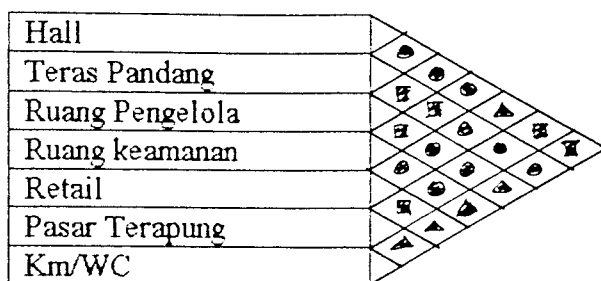 Hall
Teras Pandang
Ruang Pengelola
Ruang keamanan
Retail
Pasar Terapung
Km/WC